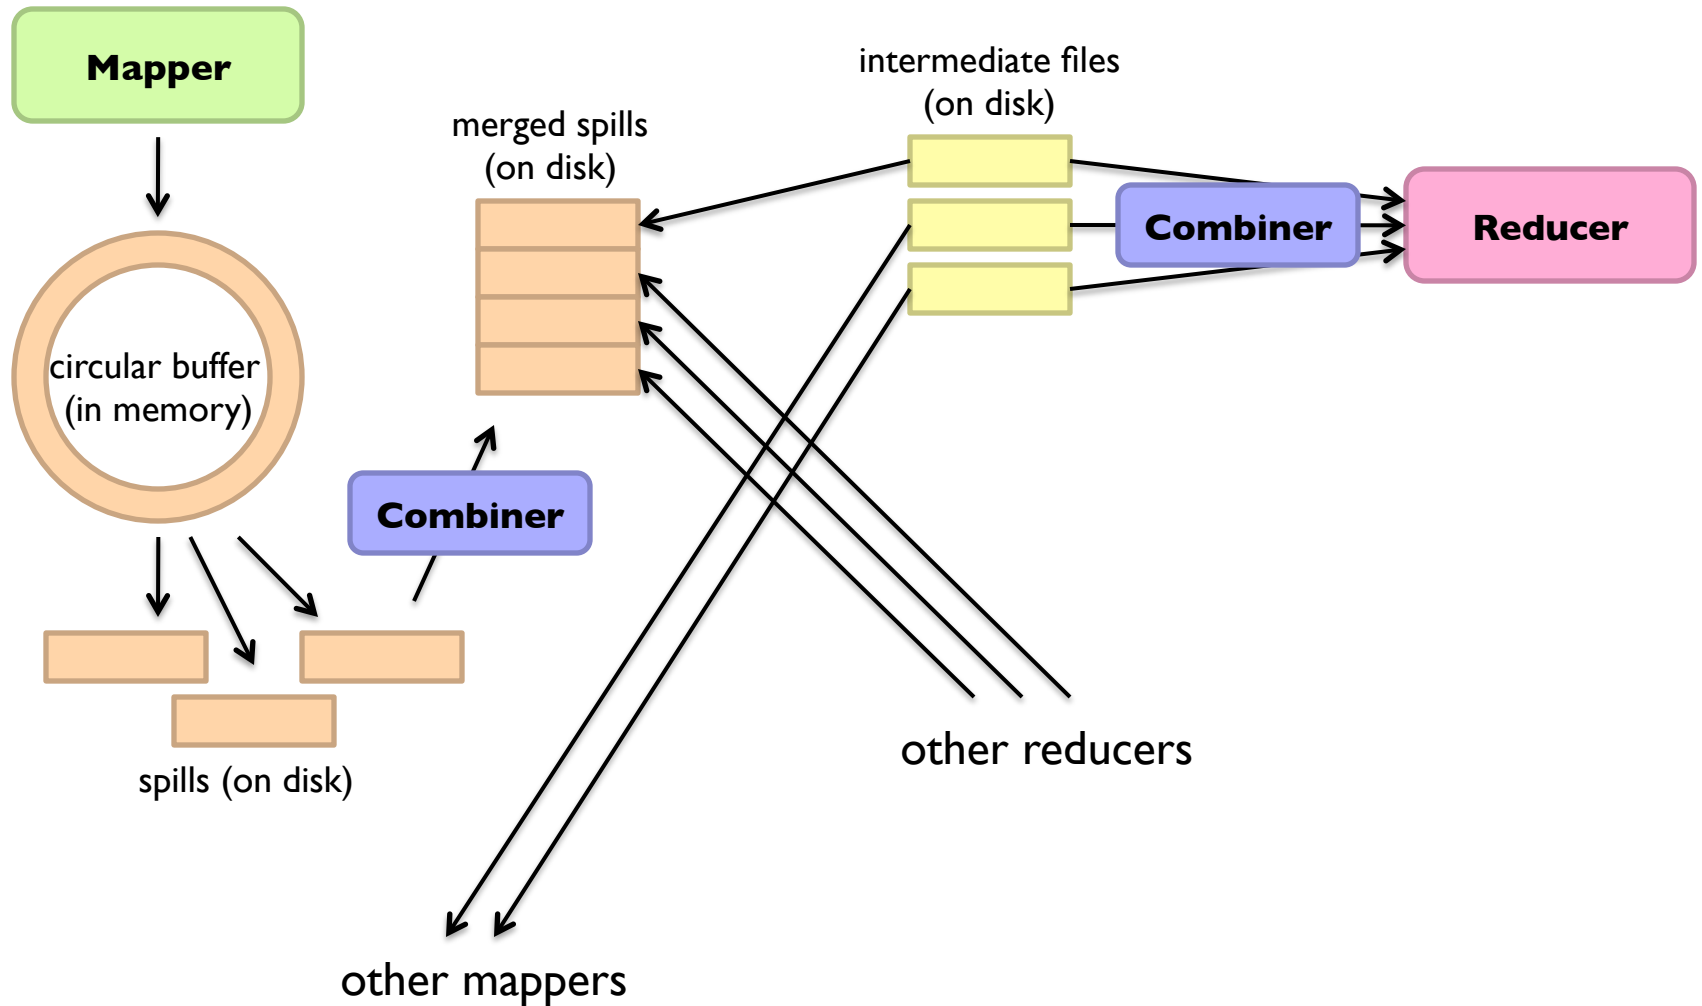 Mapper
circular buffer
(in memory)
spills (on disk)
Combiner
merged spills
(on disk)
intermediate files
(on disk)
Combiner
Reducer
other reducers
other mappers